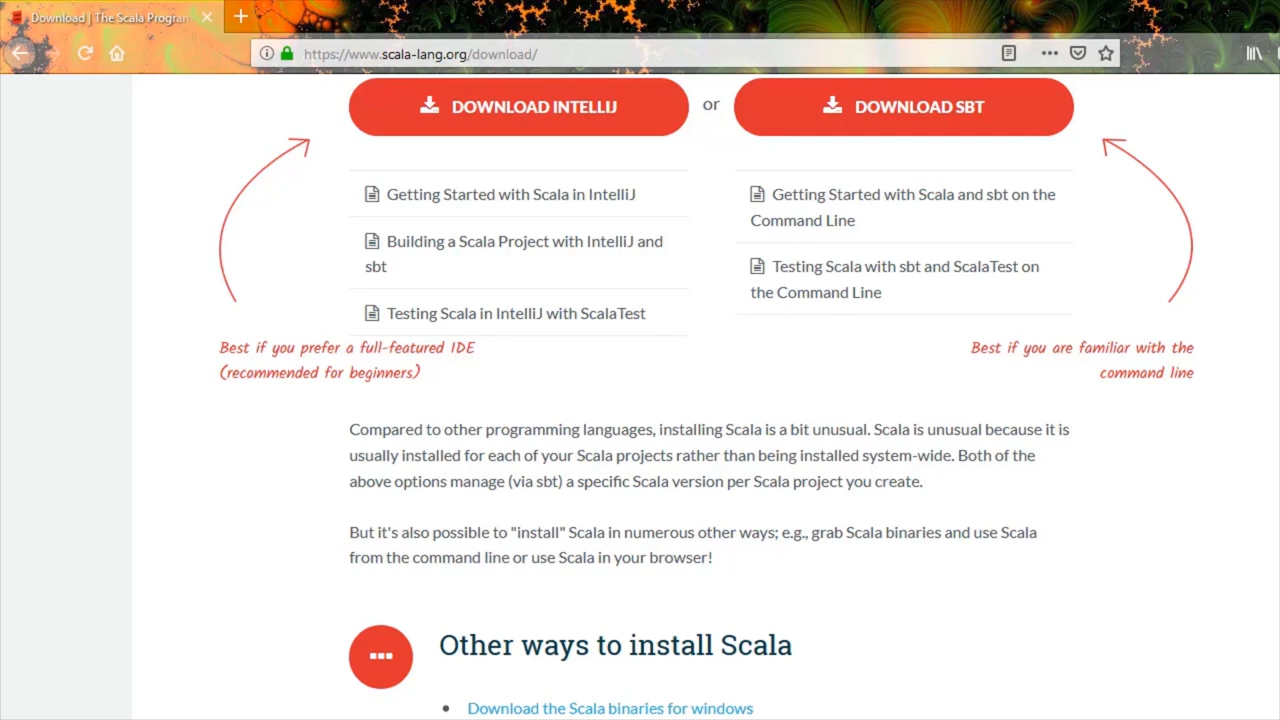 Download | The Scala Program
https://www.scala-lang.org/download/
DOWNLOAD INTELLIJ
or
DOWNLOAD SBT
Getting Started with Scala in IntelliJ
Building a Scala Project with IntelliJ and
sbt
Testing Scala in IntelliJ with ScalaTest
Getting Started with Scala and sbt on the
Command Line
Testing Scala with sbt and ScalaTest on
the Command Line
Best if you prefer a full-featured IDE
(recommended for beginners)
Best if you are familiar with the
command line
Compared to other programming languages, installing Scala is a bit unusual. Scala is unusual because it is
usually installed for each of your Scala projects rather than being installed system-wide. Both of the
above options manage (via sbt) a specific Scala version per Scala project you create.
But it's also possible to "install" Scala in numerous other ways; e.g., grab Scala binaries and use Scala
from the command line or use Scala in your browser!
Other ways to install Scala
Download the Scala binaries for windows